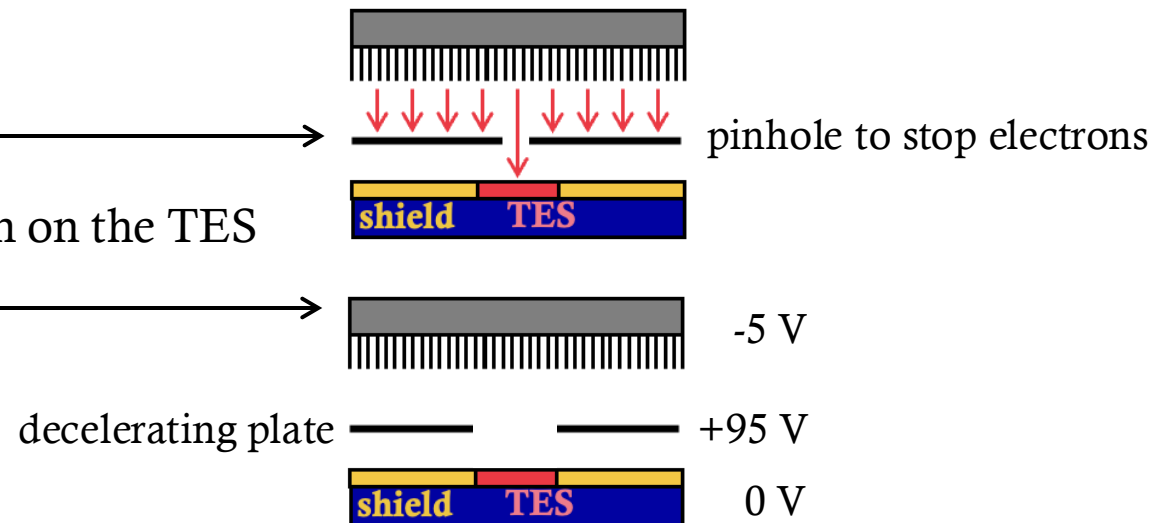 pinhole to stop electrons
shield TES
on the TES
-5 V
decelerating plate
+95 V
shield TES
0 V